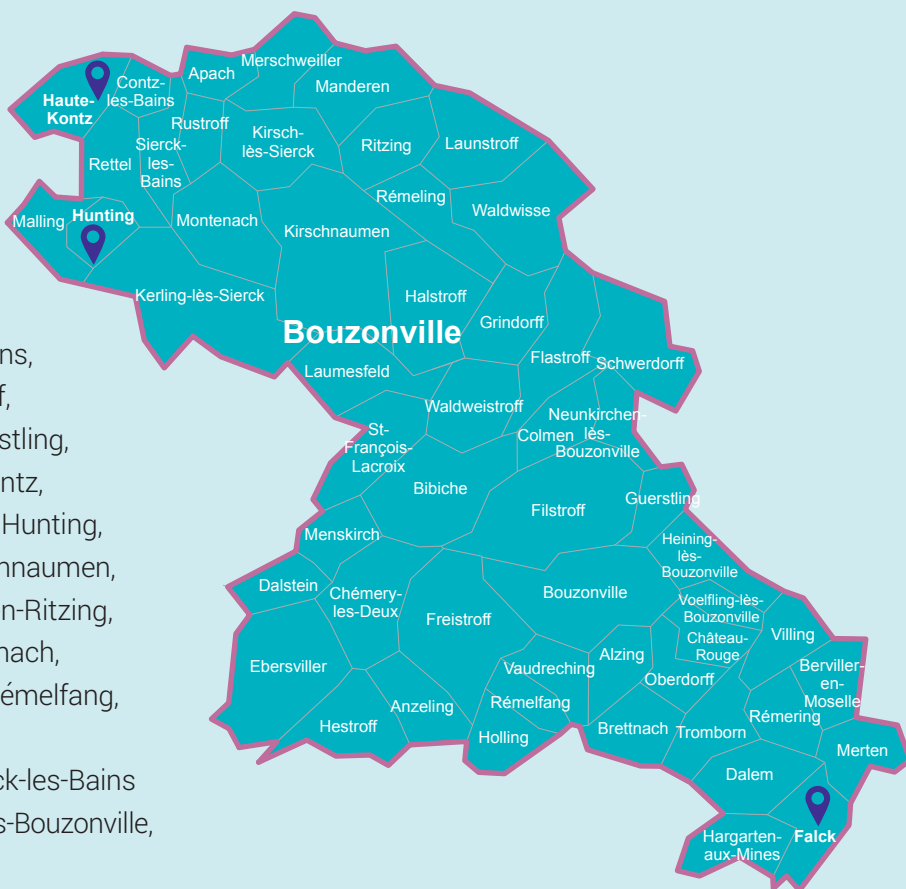 Merschweiller
Apach
Manderen
Contz-
les-Bains
Haute-
Kontz
Rustroff
Kirsch-
lès-Sierck
Ritzing
Launstroff
Rettel
Sierck-
les-
Bains
Rémeling
Waldwisse
Malling
Hunting
Montenach
Kirschnaumen
Kerling-lès-Sierck
Halstroff
Grindorff
Bouzonville
Flastroff
Schwerdorff
Laumesfeld
Waldweistroff
Neunkirchen-
lès-
Bouzonville
Colmen
St-
François-
Lacroix
Bibiche
Filstroff
Guerstling
Menskirch
Heining-
lès-
Bouzonville
Dalstein
Chémery-
les-Deux
Bouzonville
Voelfling-lès-
Bouzonville
Freistroff
Château-
Rouge
Villing
Ebersviller
Vaudreching
Alzing
Oberdorff
Berviller-
en-
Moselle
Anzeling
Rémelfang
Rémering
Hestroff
Holling
Brettnach
Tromborn
Merten
Dalem
Hargarten-
aux-Mines
Falck
ns,
f,
stling,
ntz,
Hunting,
nnaumen,
n-Ritzing,
nach,
émelfang,
ck-les-Bains
s-Bouzonville,